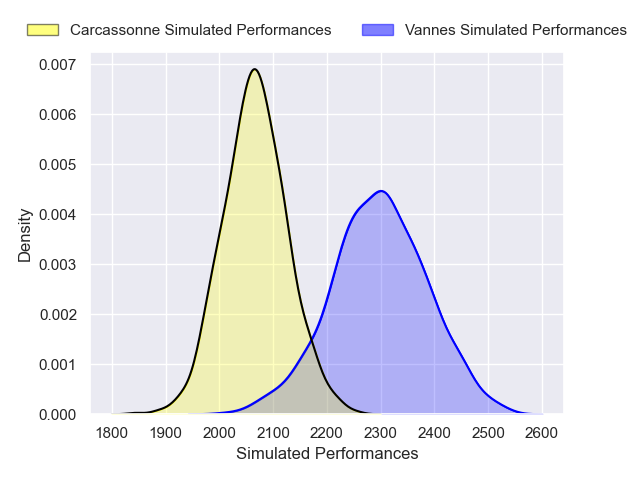 Carcassonne Simulated Performances Vannes Simulated Performances
0.007
0.006
0.005
0.004
0.003
0.002
0.001
0.000
Density
1800 1900 2000 2100 2200 2300 2400 2500 2600
Simulated Performances